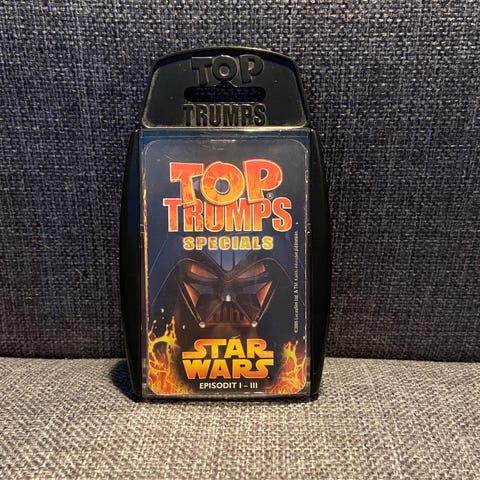 TOP
TRUMPS
TOP
TRUMPS
SPECIALS
STAR
WARS
EPISODIT I – III